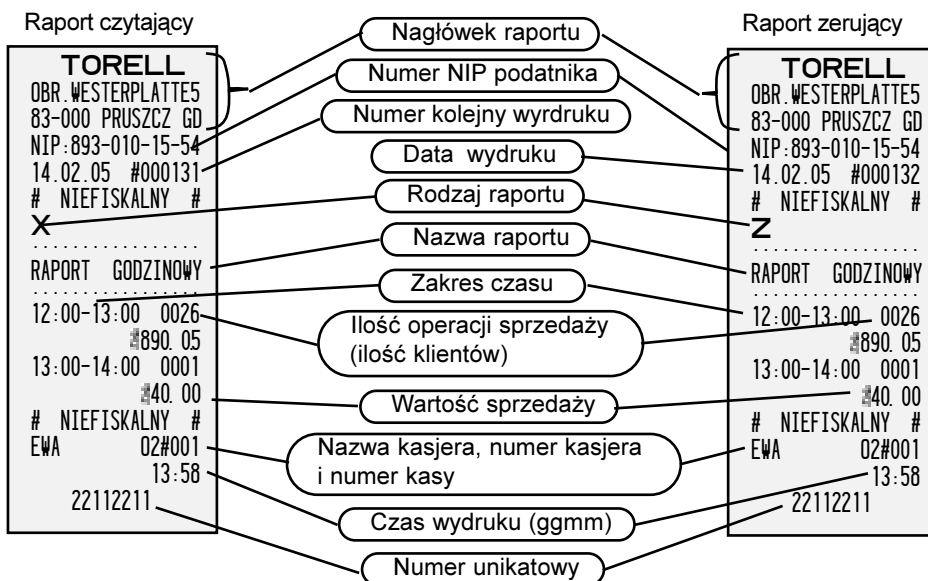 Raport czytający
TORELL
OBR.WESTERPLATTE5
83-000 PRUSZCZ GD
NIP:893-010-15-54
14.02.05 #000131
# NIEFISKALNY #
X
.................
RAPORT GODZINOWY
.................
12:00-13:00 0026
890.05
13:00-14:00 0001
40.00
# NIEFISKALNY #
EWA 02#001
13:58
22112211
Nagłówek raportu
Numer NIP podatnika
Numer kolejny wyrdruku
Data wydruku
Rodzaj raportu
Nazwa raportu
Zakres czasu
Ilość operacji sprzedaży
(ilość klientów)
Wartość sprzedaży
Nazwa kasjera, numer kasjera
i numer kasy
Czas wydruku (ggmm)
Numer unikatowy
Raport zerujący
TORELL
OBR.WESTERPLATTE5
83-000 PRUSZCZ GD
NIP:893-010-15-54
14.02.05 #000132
# NIEFISKALNY #
Z
.................
RAPORT GODZINOWY
.................
12:00-13:00 0026
890.05
13:00-14:00 0001
40.00
# NIEFISKALNY #
EWA 02#001
13:58
22112211